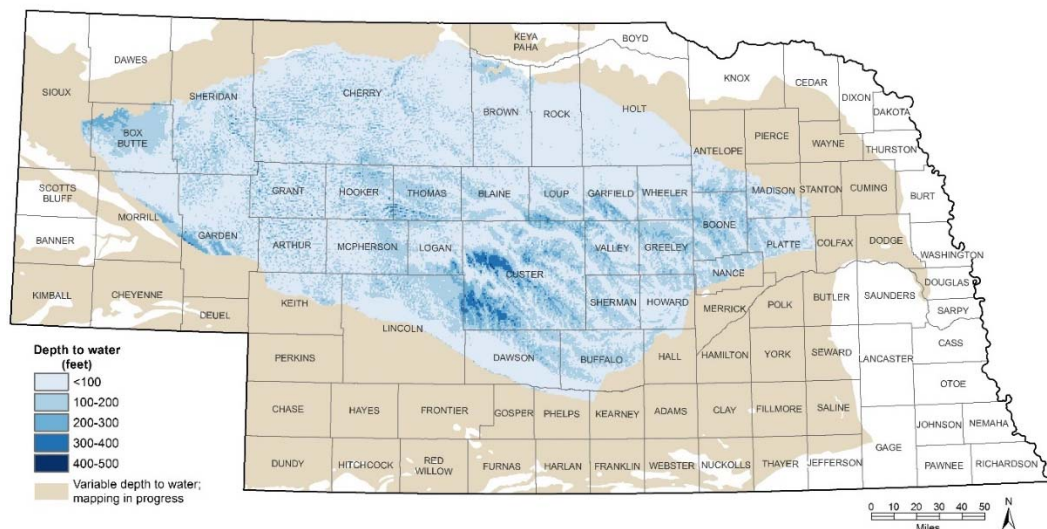 KEYA
PAHA
BOYD
DAWES
KNOX
CEDAR
SIOUX
SHERIDAN
CHERRY
BROWN
ROCK
HOLT
DIXON
DAKOTA
BOX
BUTTE
ANTELOPE
PIERCE
WAYNE
THURSTON
SCOTTS
BLUFF
MORRILL
GRANT
HOOKER
THOMAS
BLAINE
LOUP
GARFIELD
WHEELER
MADISON
STANTON
CUMING
BURT
BANNER
GARDEN
ARTHUR
MCPHERSON
LOGAN
CUSTER
VALLEY
GREELEY
BOONE
PLATTE
COLFAX
DODGE
WASHINGTON
KIMBALL
CHEYENNE
DEUEL
KEITH
LINCOLN
SHERMAN
HOWARD
NANCE
MERRICK
POLK
BUTLER
SAUNDERS
DOUGLAS
SARPY
PERKINS
DAWSON
BUFFALO
HALL
HAMILTON
YORK
SEWARD
LANCASTER
CASS
OTOE
CHASE
HAYES
FRONTIER
GOSPER
PHELPS
KEARNEY
ADAMS
CLAY
FILLMORE
SALINE
GAGE
JOHNSON
NEMAHA
DUNDY
HITCHCOCK
RED
WILLOW
FURNAS
HARLAN
FRANKLIN
WEBSTER
NUCKOLLS
THAYER
JEFFERSON
PAWNEE
RICHARDSON
Depth to water
(feet)
<100
100-200
200-300
300-400
400-500
Variable depth to water;
mapping in progress
0 10 20 30 40 50
Miles
N